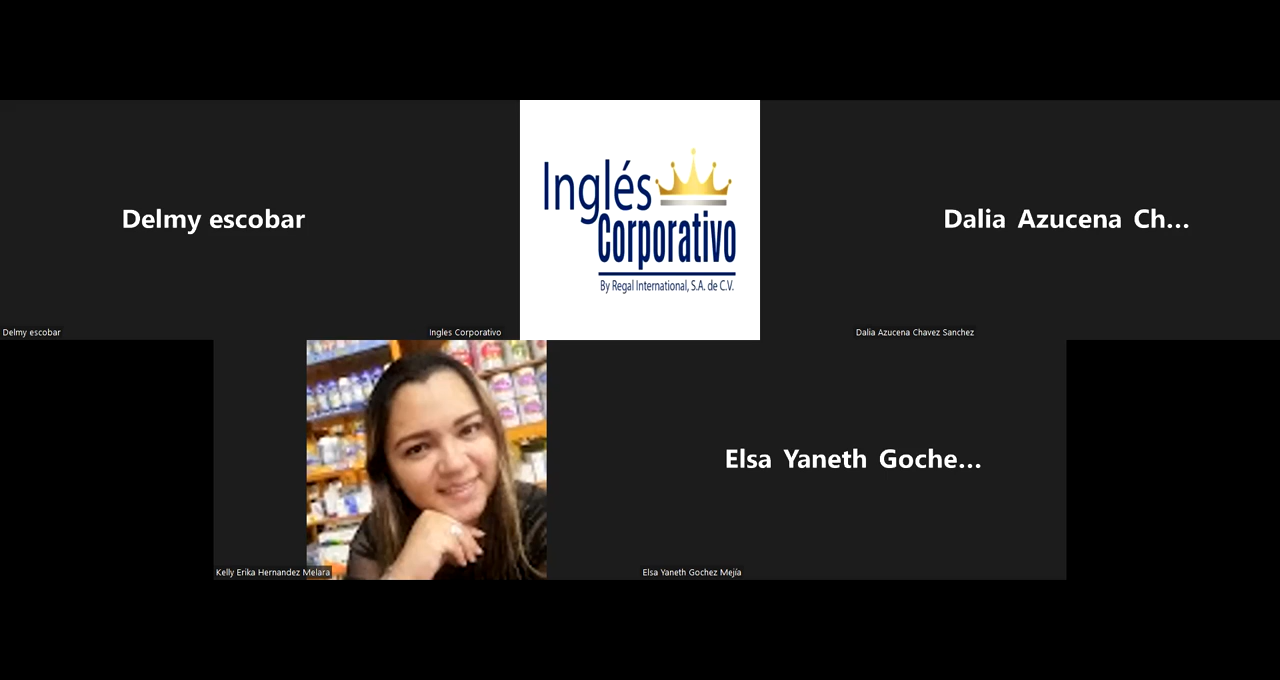 Delmy escobar
Delmy escobar
Inglés
Corporativo
By Regal International, S.A. de C.V.
Ingles Corporativo
Dalia Azucena Ch...
Dalia Azucena Chavez Sanchez
Kelly Erika Hernandez Melara
Elsa Yaneth Goche...
Elsa Yaneth Gochez Mejía